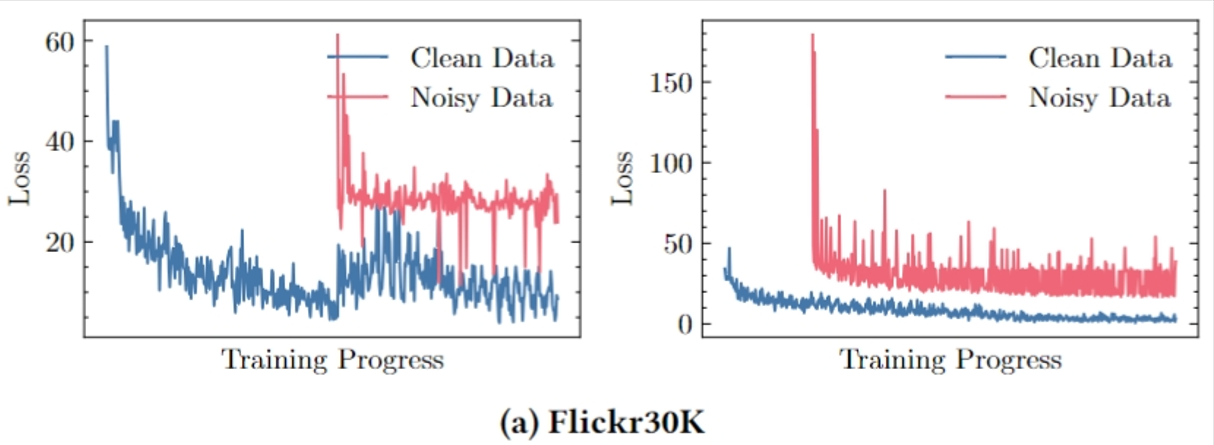 60
40
20
Loss
Clean Data
Noisy Data
Training Progress
150
100
50
0
Loss
Clean Data
Noisy Data
Training Progress
(a) Flickr30K